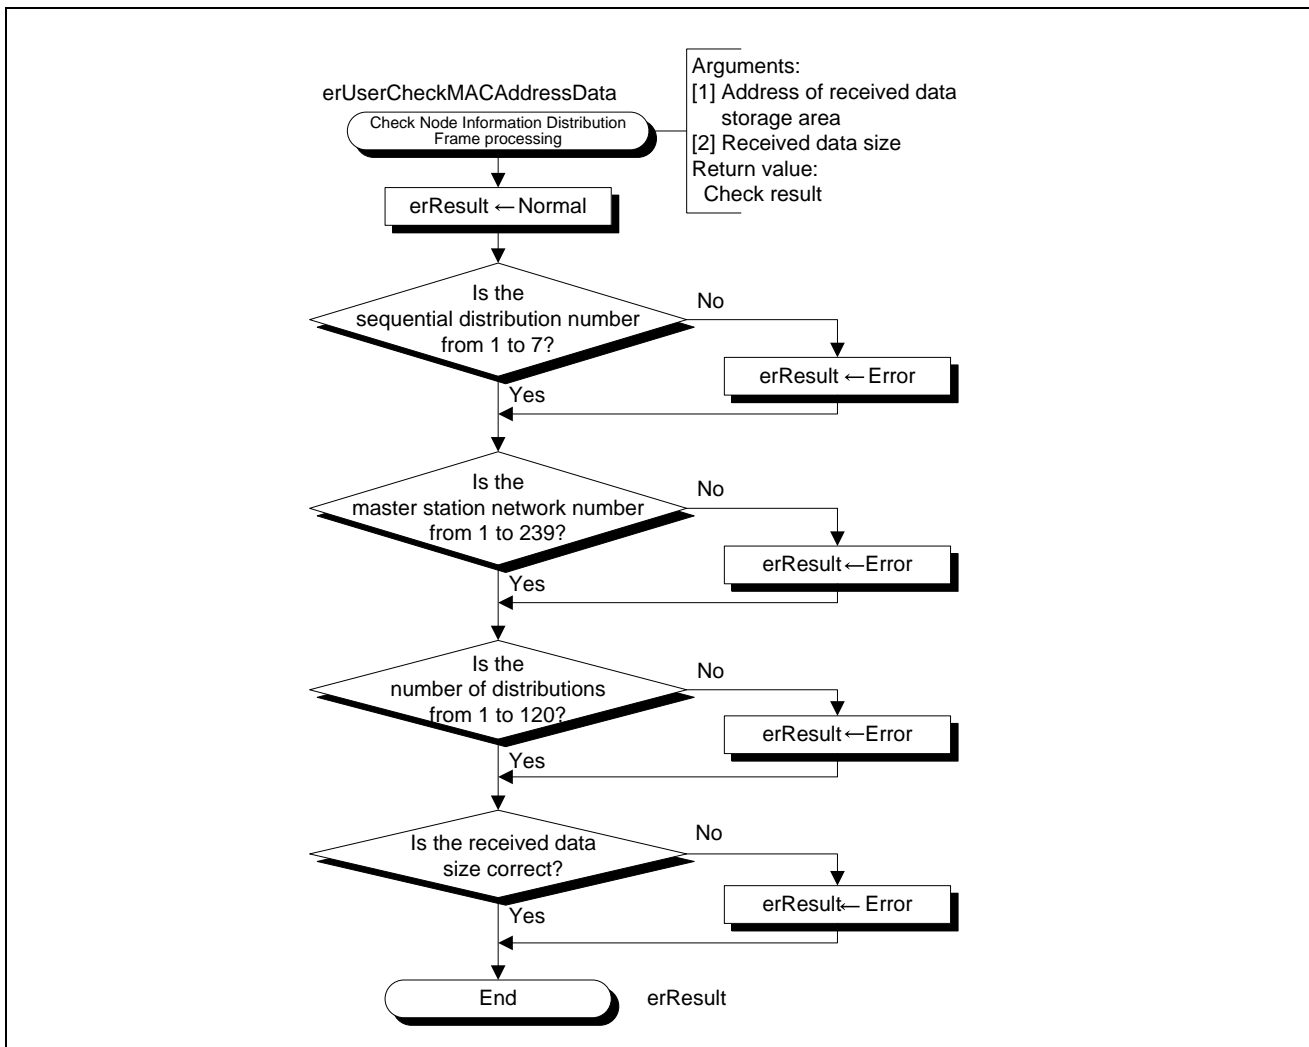 erUserCheckMACAddressData
Check Node Information Distribution
Frame processing
Arguments:
[1] Address of received data
storage area
[2] Received data size
Return value:
Check result
erResult ← Normal
Is the
sequential distribution number
from 1 to 7?
No
erResult ← Error
Yes
Is the
master station network number
from 1 to 239?
No
erResult ← Error
Yes
Is the
number of distributions
from 1 to 120?
No
erResult ← Error
Yes
Is the received data
size correct?
No
erResult ← Error
Yes
End
erResult